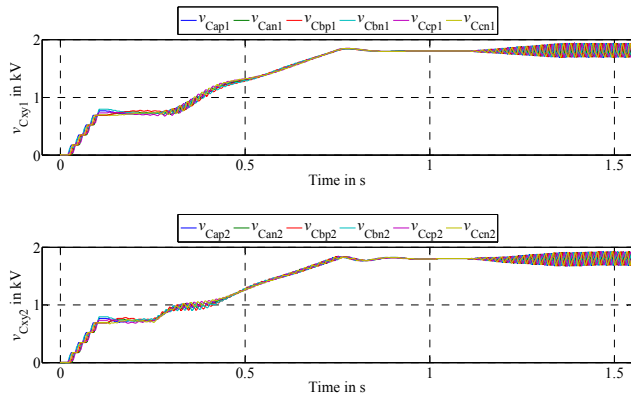 vCap1 vCan1 vCbp1 vCbn1 vCcp1 vCcn1
2
1
0
vCxy1 in kV
0 0.5 1 1.5
Time in s
vCap2 vCan2 vCbp2 vCbn2 vCcp2 vCcn2
2
1
0
vCxy2 in kV
0 0.5 1 1.5
Time in s